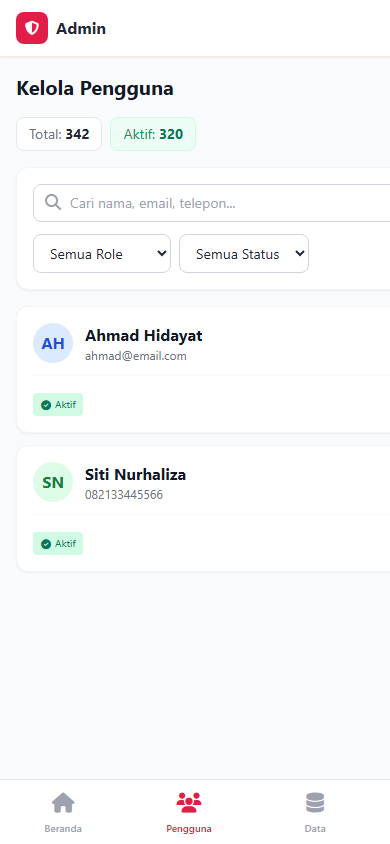 Admin
Kelola Pengguna
Total: 342 Aktif: 320
Cari nama, email, telepon...
Semua Role Semua Status
AH Ahmad Hidayat
ahmad@email.com
Aktif
SN Siti Nurhaliza
082133445566
Aktif
Beranda Pengguna Data